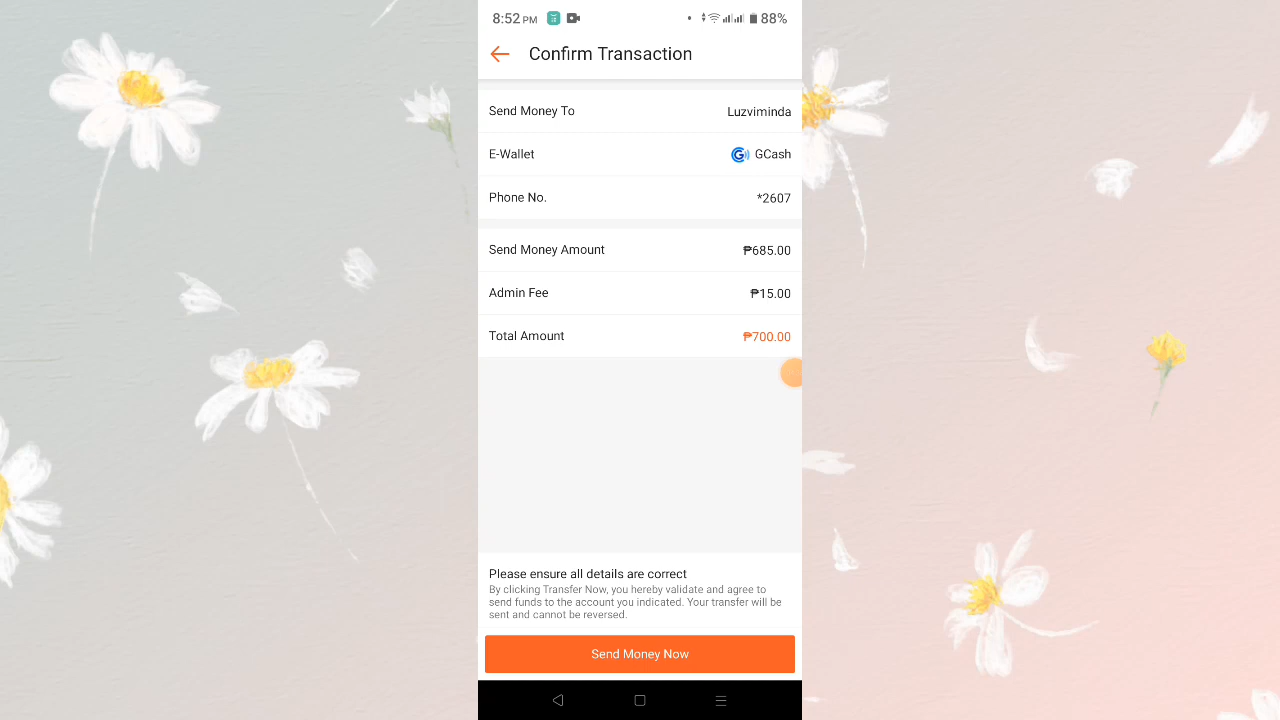 8:52 PM 88%
Confirm Transaction
Send Money To Luzviminda
E-Wallet GCash
Phone No. *2607
Send Money Amount ₱685.00
Admin Fee ₱15.00
Total Amount ₱700.00
Please ensure all details are correct
By clicking Transfer Now, you hereby validate and agree to
send funds to the account you indicated. Your transfer will be
sent and cannot be reversed.
Send Money Now